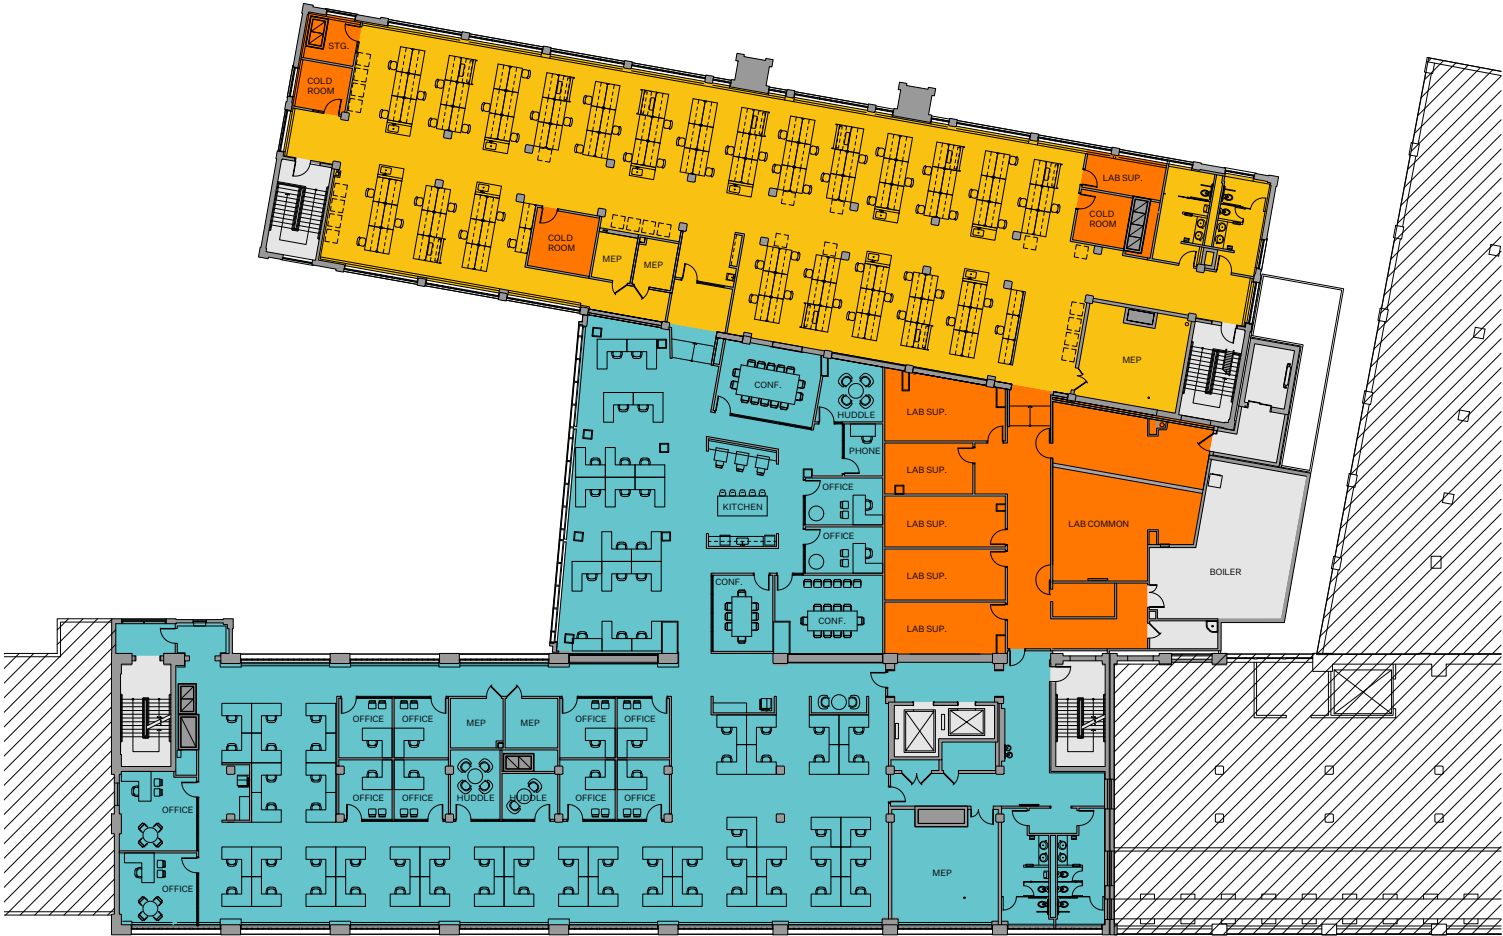 STG.
COLD
ROOM
LAB SUP.
COLD
ROOM
COLD
ROOM
MEP
MEP
MEP
CONF.
HUDDLE
LAB SUP.
PHONE
LAB SUP.
OFFICE
KITCHEN
LAB SUP.
LAB COMMON
OFFICE
LAB SUP.
BOILER
CONF.
CONF.
LAB SUP.
OFFICE
OFFICE
MEP
MEP
OFFICE
OFFICE
OFFICE
OFFICE
HUDDLE
HUDDLE
OFFICE
OFFICE
OFFICE
OFFICE
MEP